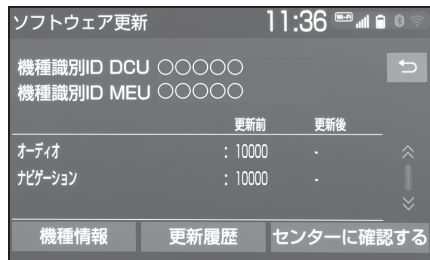 ソフトウェア更新 11:36 Wi-Fi
機種識別ID DCU ○○○○○
機種識別ID MEU ○○○○○
更新前 更新後
オーディオ : 10000 -
ナビゲーション : 10000 -
機種情報 更新履歴 センターに確認する